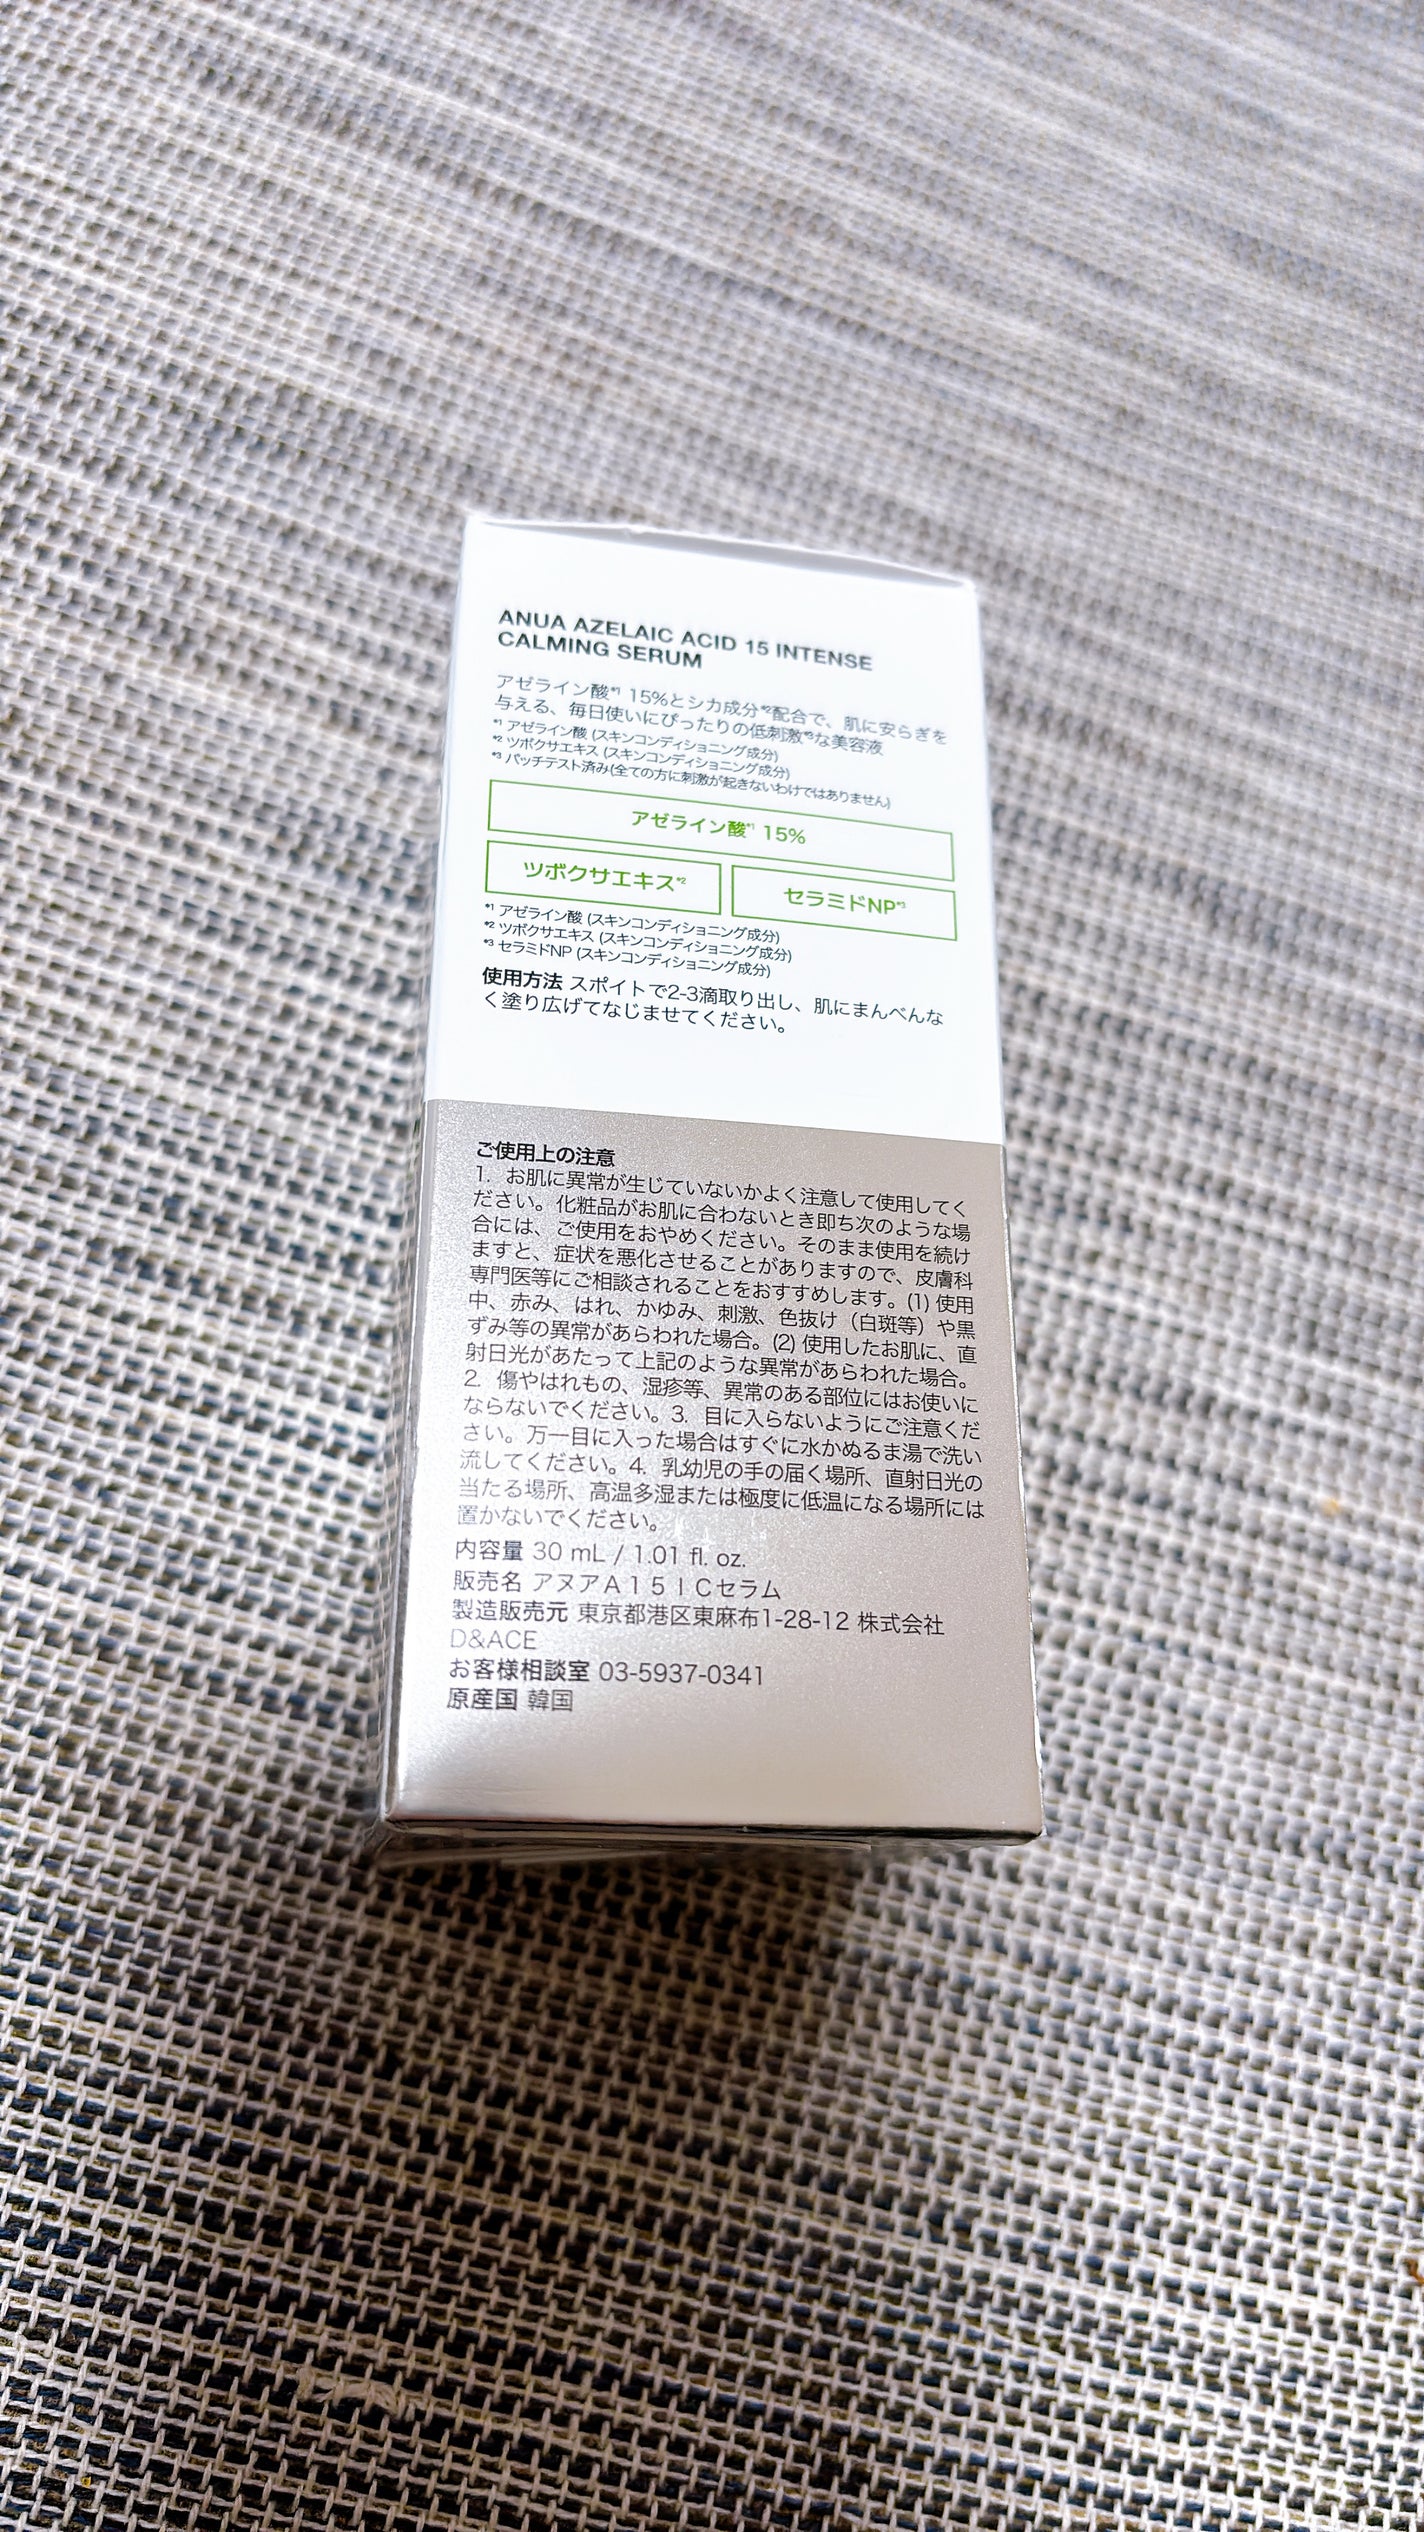 ANUA AZELAIC ACID 15 INTENSE
CALMING SERUM
アゼライン酸*1 15%とシカ成分*2配合で、肌に安らぎを
与える、毎日使いにぴったりの低刺激*3な美容液
*1 アゼライン酸 (スキンコンディショニング成分)
*2 ツボクサエキス (スキンコンディショニング成分)
*3 パッチテスト済み(全ての方に刺激が起きないわけではありません)
アゼライン酸*1 15%
ツボクサエキス*2
セラミドNP*3
*1 アゼライン酸 (スキンコンディショニング成分)
*2 ツボクサエキス (スキンコンディショニング成分)
*3 セラミドNP (スキンコンディショニング成分)
使用方法 スポイトで2-3滴取り出し、肌にまんべんな
く塗り広げてなじませてください。
ご使用上の注意
1. お肌に異常が生じていないかよく注意して使用してく
ださい。化粧品がお肌に合わないとき即ち次のような場
合には、ご使用をおやめください。そのまま使用を続け
ますと、症状を悪化させることがありますので、皮膚科
専門医等にご相談されることをおすすめします。(1) 使用
中、赤み、はれ、かゆみ、刺激、色抜け（白斑等）や黒
ずみ等の異常があらわれた場合。(2) 使用したお肌に、直
射日光があたって上記のような異常があらわれた場合。
2. 傷やはれもの、湿疹等、異常のある部位にはお使いに
ならないでください。3. 目に入らないようにご注意くだ
さい。万一目に入った場合はすぐに水かぬるま湯で洗い
流してください。4. 乳幼児の手の届く場所、直射日光の
当たる場所、高温多湿または極度に低温になる場所には
置かないでください。
内容量 30 mL / 1.01 fl. oz.
販売名 アヌアＡ１５ＩＣセラム
製造販売元 東京都港区東麻布1-28-12 株式会社
D&ACE
お客様相談室 03-5937-0341
原産国 韓国